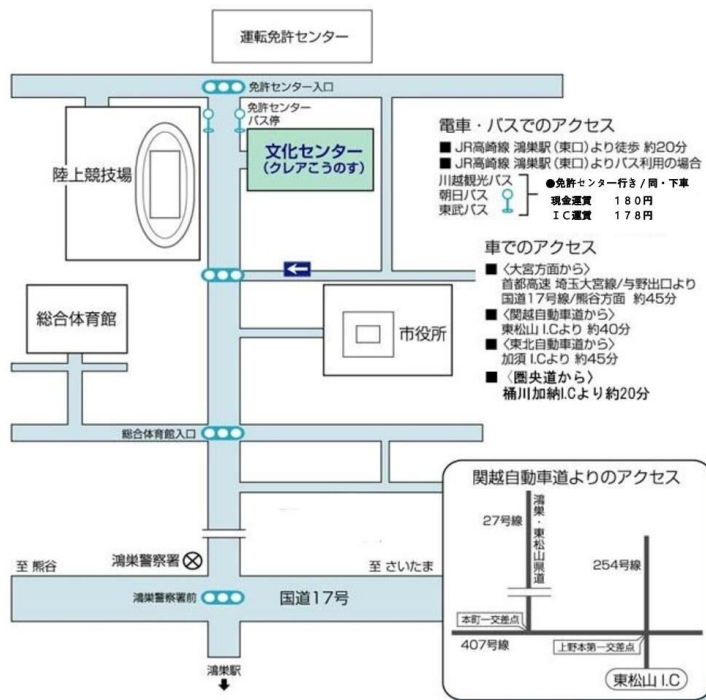 運転免許センター
免許センター入口
免許センター
バス停
文化センター
(クレアこうのす)
陸上競技場
総合体育館
市役所
総合体育館入口
至 熊谷
鴻巣警察署
至 さいたま
鴻巣警察署前
国道17号
鴻巣駅
電車・バスでのアクセス
■ JR高崎線 鴻巣駅(東口)より徒歩 約20分
■ JR高崎線 鴻巣駅(東口)よりバス利用の場合
川越観光バス
朝日バス
東武バス
●免許センター行き/同・下車
現金運賃 180円
IC運賃 178円
車でのアクセス
■〈大宮方面から〉
首都高速 埼玉大宮線/与野出口より
国道17号線/熊谷方面 約45分
■〈関越自動車道から〉
東松山 I.Cより 約40分
■〈東北自動車道から〉
加須 I.Cより 約45分
■〈圏央道から〉
桶川加納I.Cより約20分
関越自動車道よりのアクセス
27号線
鴻巣・東松山県道
254号線
本町一交差点
407号線
上野本第一交差点
東松山 I.C